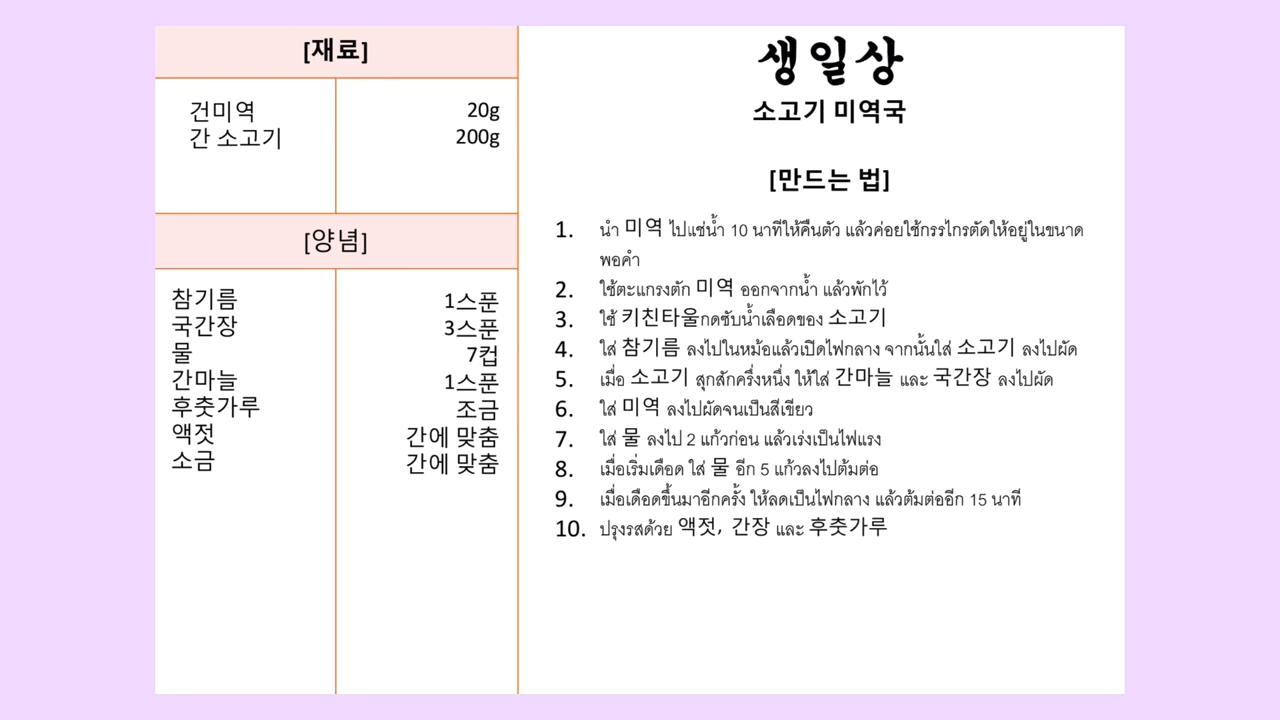 [재료]
건미역 20g
간 소고기 200g
[양념]
참기름 1스푼
국간장 3스푼
물 7컵
간마늘 1스푼
후춧가루 조금
액젓 간에 맞춤
소금 간에 맞춤
생일상
소고기 미역국
[만드는 법]
1. นำ 미역 ไปแช่น้ำ 10 นาทีให้คืนตัว แล้วค่อยใช้กรรไกรตัดให้อยู่ในขนาด
พอคำ
2. ใช้ตะแกรงตัก 미역 ออกจากน้ำ แล้วพักไว้
3. ใช้ 키친타올กดซับน้ำเลือดของ 소고기
4. ใส่ 참기름 ลงไปในหม้อแล้วเปิดไฟกลาง จากนั้นใส่ 소고기 ลงไปผัด
5. เมื่อ 소고기 สุกสักครึ่งหนึ่ง ให้ใส่ 간마늘 และ 국간장 ลงไปผัด
6. ใส่ 미역 ลงไปผัดจนเป็นสีเขียว
7. ใส่ 물 ลงไป 2 แก้วก่อน แล้วเร่งเป็นไฟแรง
8. เมื่อเริ่มเดือด ใส่ 물 อีก 5 แก้วลงไปต้มต่อ
9. เมื่อเดือดขึ้นมาอีกครั้ง ให้ลดเป็นไฟกลาง แล้วต้มต่ออีก 15 นาที
10. ปรุงรสด้วย 액젓, 간장 และ 후춧가루